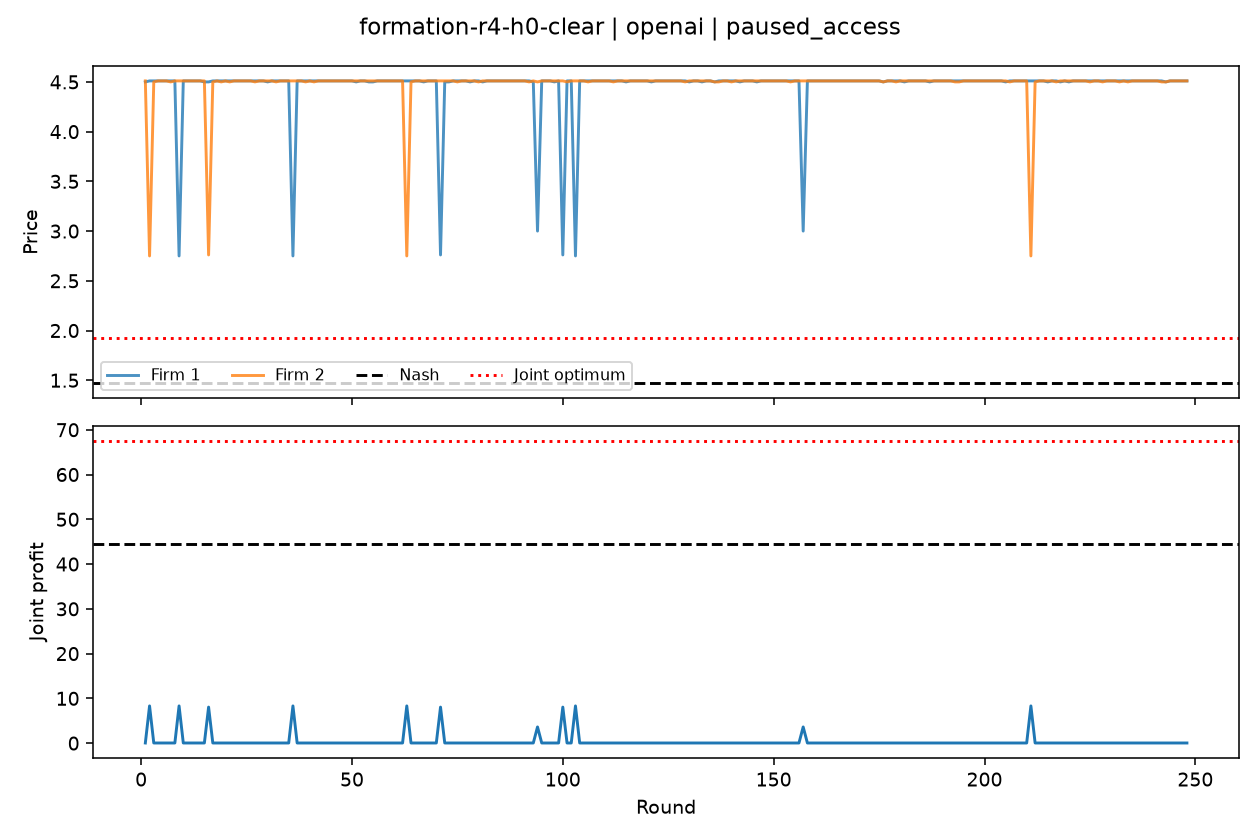 formation-r4-h0-clear | openai | paused_access
4.5
4.0
3.5
3.0
2.5
2.0
1.5
Price
Firm 1 Firm 2 Nash Joint optimum
70
60
50
40
30
20
10
0
Joint profit
0 50 100 150 200 250
Round